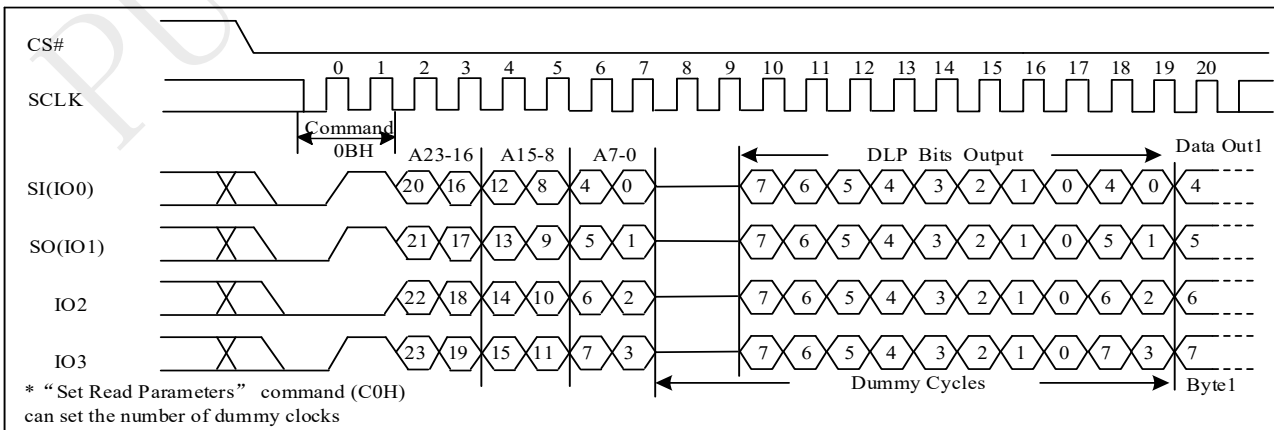 PU
CS#
0 1 2 3 4 5 6 7 8 9 10 11 12 13 14 15 16 17 18 19 20
SCLK
Command
0BH
A23-16 A15-8 A7-0 DLP Bits Output Data Out1
SI(IO0) 20 16 12 8 4 0 7 6 5 4 3 2 1 0 4 0 4
SO(IO1) 21 17 13 9 5 1 7 6 5 4 3 2 1 0 5 1 5
IO2 22 18 14 10 6 2 7 6 5 4 3 2 1 0 6 2 6
IO3 23 19 15 11 7 3 7 6 5 4 3 2 1 0 7 3 7
Dummy Cycles Byte1
* “Set Read Parameters” command (C0H)
can set the number of dummy clocks